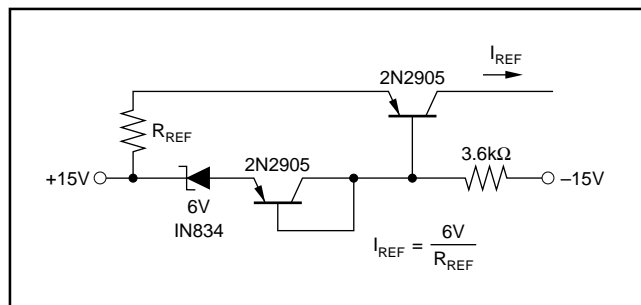 I_REF
2N2905
R_REF
2N2905
3.6kΩ
+15V
–15V
6V
IN834
I_REF = 6V / R_REF